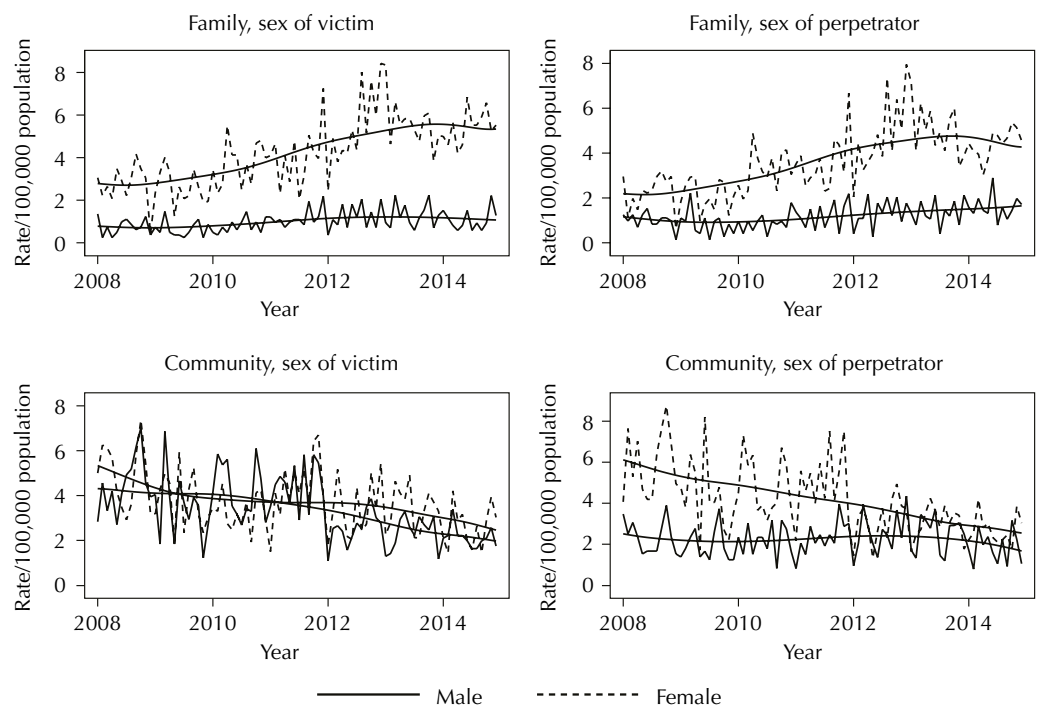 Family, sex of victim
Rate/100,000 population
8
6
4
2
0
2008 2010 2012 2014
Year
Family, sex of perpetrator
Rate/100,000 population
8
6
4
2
0
2008 2010 2012 2014
Year
Community, sex of victim
Rate/100,000 population
8
6
4
2
0
2008 2010 2012 2014
Year
Community, sex of perpetrator
Rate/100,000 population
8
6
4
2
0
2008 2010 2012 2014
Year
Male Female